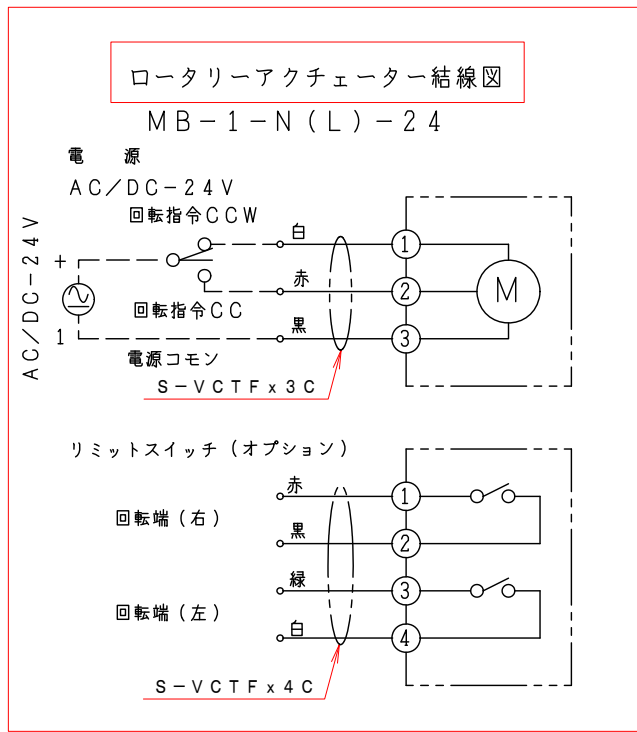 ロータリーアクチェーター結線図
MB-1-N(L)-24
電 源
AC/DC-24V
回転指令CCW
白
1
AC/DC-24V
+
赤
2
M
回転指令CC
黒
1
3
電源コモン
S-VCTFx3C
リミットスイッチ(オプション)
赤
1
回転端(右)
黒
2
緑
3
回転端(左)
白
4
S-VCTFx4C